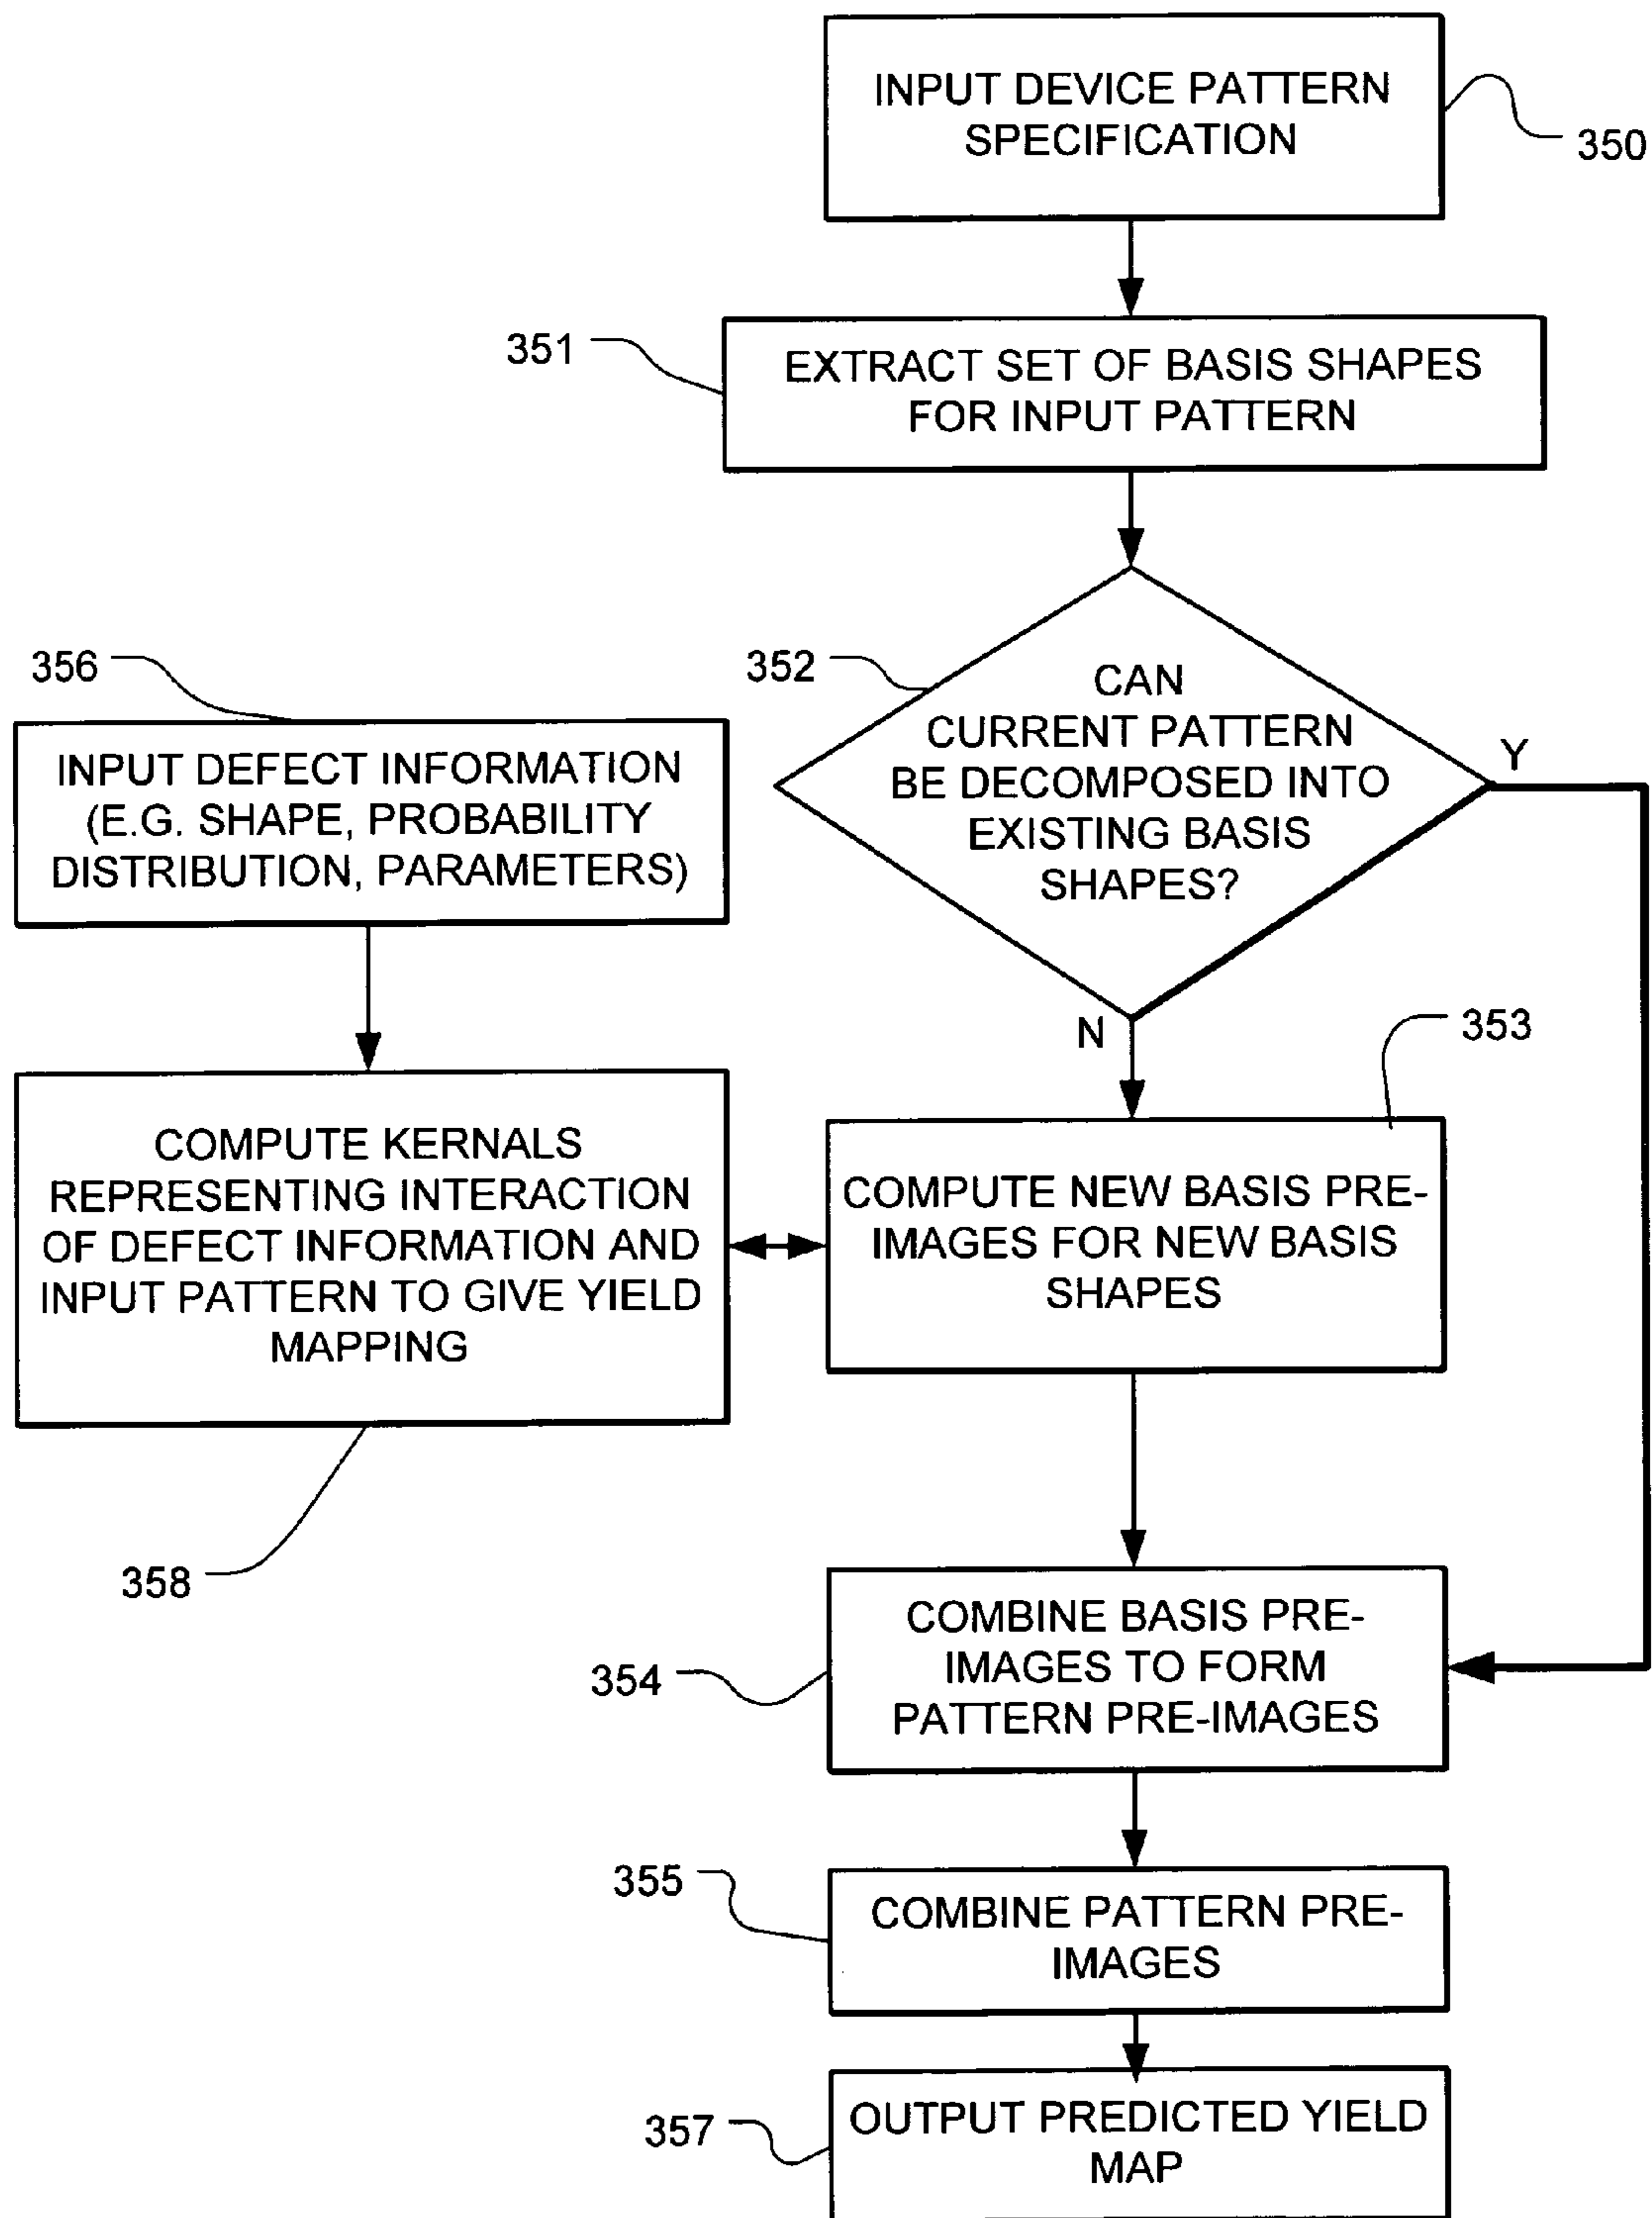 INPUT DEVICE PATTERN
SPECIFICATION
350
351
EXTRACT SET OF BASIS SHAPES
FOR INPUT PATTERN
352
CAN
CURRENT PATTERN
BE DECOMPOSED INTO
EXISTING BASIS
SHAPES?
Y
N
356
INPUT DEFECT INFORMATION
(E.G. SHAPE, PROBABILITY
DISTRIBUTION, PARAMETERS)
353
COMPUTE KERNALS
REPRESENTING INTERACTION
OF DEFECT INFORMATION AND
INPUT PATTERN TO GIVE YIELD
MAPPING
358
COMPUTE NEW BASIS PRE-
IMAGES FOR NEW BASIS
SHAPES
354
COMBINE BASIS PRE-
IMAGES TO FORM
PATTERN PRE-IMAGES
355
COMBINE PATTERN PRE-
IMAGES
357
OUTPUT PREDICTED YIELD
MAP